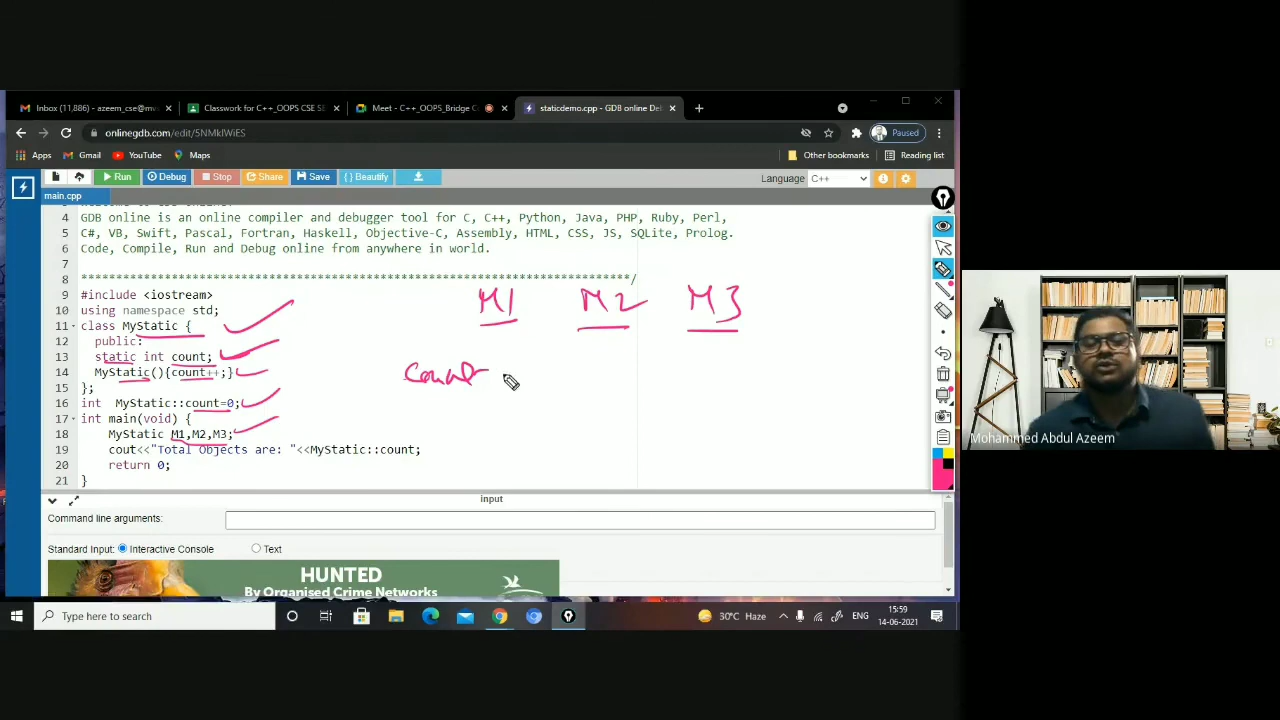 Inbox (11,886) - azeem_cse@mvs
Classwork for C++_OOPS CSE SE
Meet - C++_OOPS_Bridge C
staticdemo.cpp - GDB online De
onlinegdb.com/edit/5NMklWiES
Paused
Apps Gmail YouTube Maps
Other bookmarks Reading list
Run Debug Stop Share Save { } Beautify
Language C++
main.cpp
4 GDB online is an online compiler and debugger tool for C, C++, Python, Java, PHP, Ruby, Perl,
5 C#, VB, Swift, Pascal, Fortran, Haskell, Objective-C, Assembly, HTML, CSS, JS, SQLite, Prolog.
6 Code, Compile, Run and Debug online from anywhere in world.
7
8 *******************************************************************************/
9 #include <iostream>
10 using namespace std;
11 class MyStatic {
12 public:
13 static int count;
14 MyStatic(){count++;}
15 };
16 int MyStatic::count=0;
17 int main(void) {
18 MyStatic M1,M2,M3;
19 cout<<"Total Objects are: "<<MyStatic::count;
20 return 0;
21 }
M1 M2 M3
count
input
Command line arguments:
Standard Input: Interactive Console Text
HUNTED
By Organised Crime Networks
Type here to search
30°C Haze
ENG
15:59
14-06-2021
Mohammed Abdul Azeem